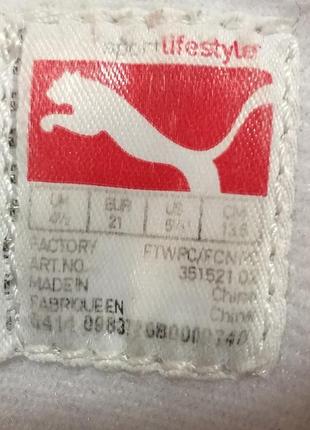 sportlifestyle
UK EUR US CM
4½ 21 5½ 13.5
FACTORY FTWPC/FCN
ART.NO. 351521 02
MADE IN China
FABRIQUE EN China